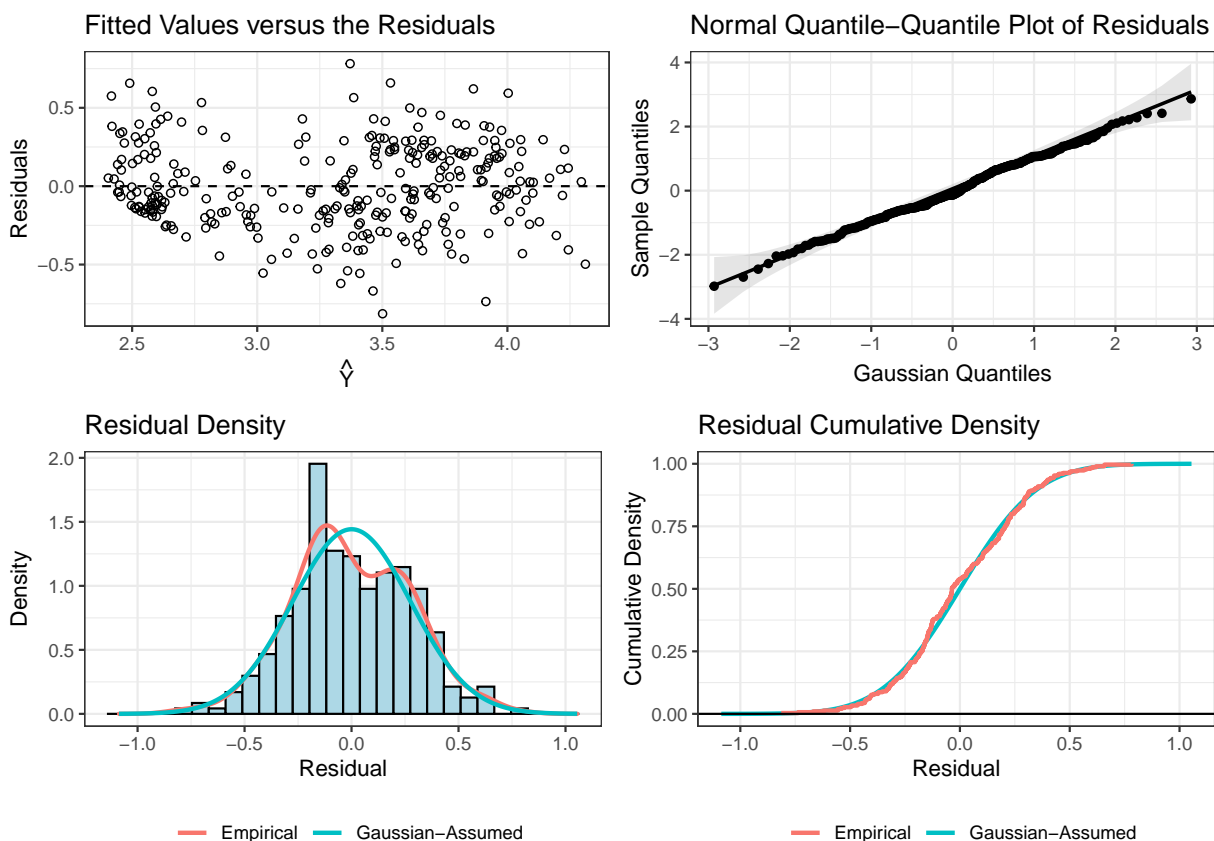 Fitted Values versus the Residuals
Residuals
0.5
0.0
−0.5
2.5 3.0 3.5 4.0
Ŷ
Normal Quantile−Quantile Plot of Residuals
Sample Quantiles
4
2
0
−2
−4
−3 −2 −1 0 1 2 3
Gaussian Quantiles
Residual Density
Density
2.0
1.5
1.0
0.5
0.0
−1.0 −0.5 0.0 0.5 1.0
Residual
Empirical Gaussian−Assumed
Residual Cumulative Density
Cumulative Density
1.00
0.75
0.50
0.25
0.00
−1.0 −0.5 0.0 0.5 1.0
Residual
Empirical Gaussian−Assumed